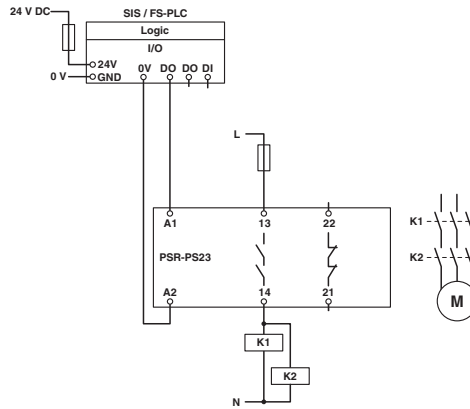 24 V DC
SIS / FS-PLC
Logic
I/O
24V
0V DO DO DI
0 V
GND
L
A1 13 22
K1
PSR-PS23
K2
A2 14 21
M
K1
K2
N